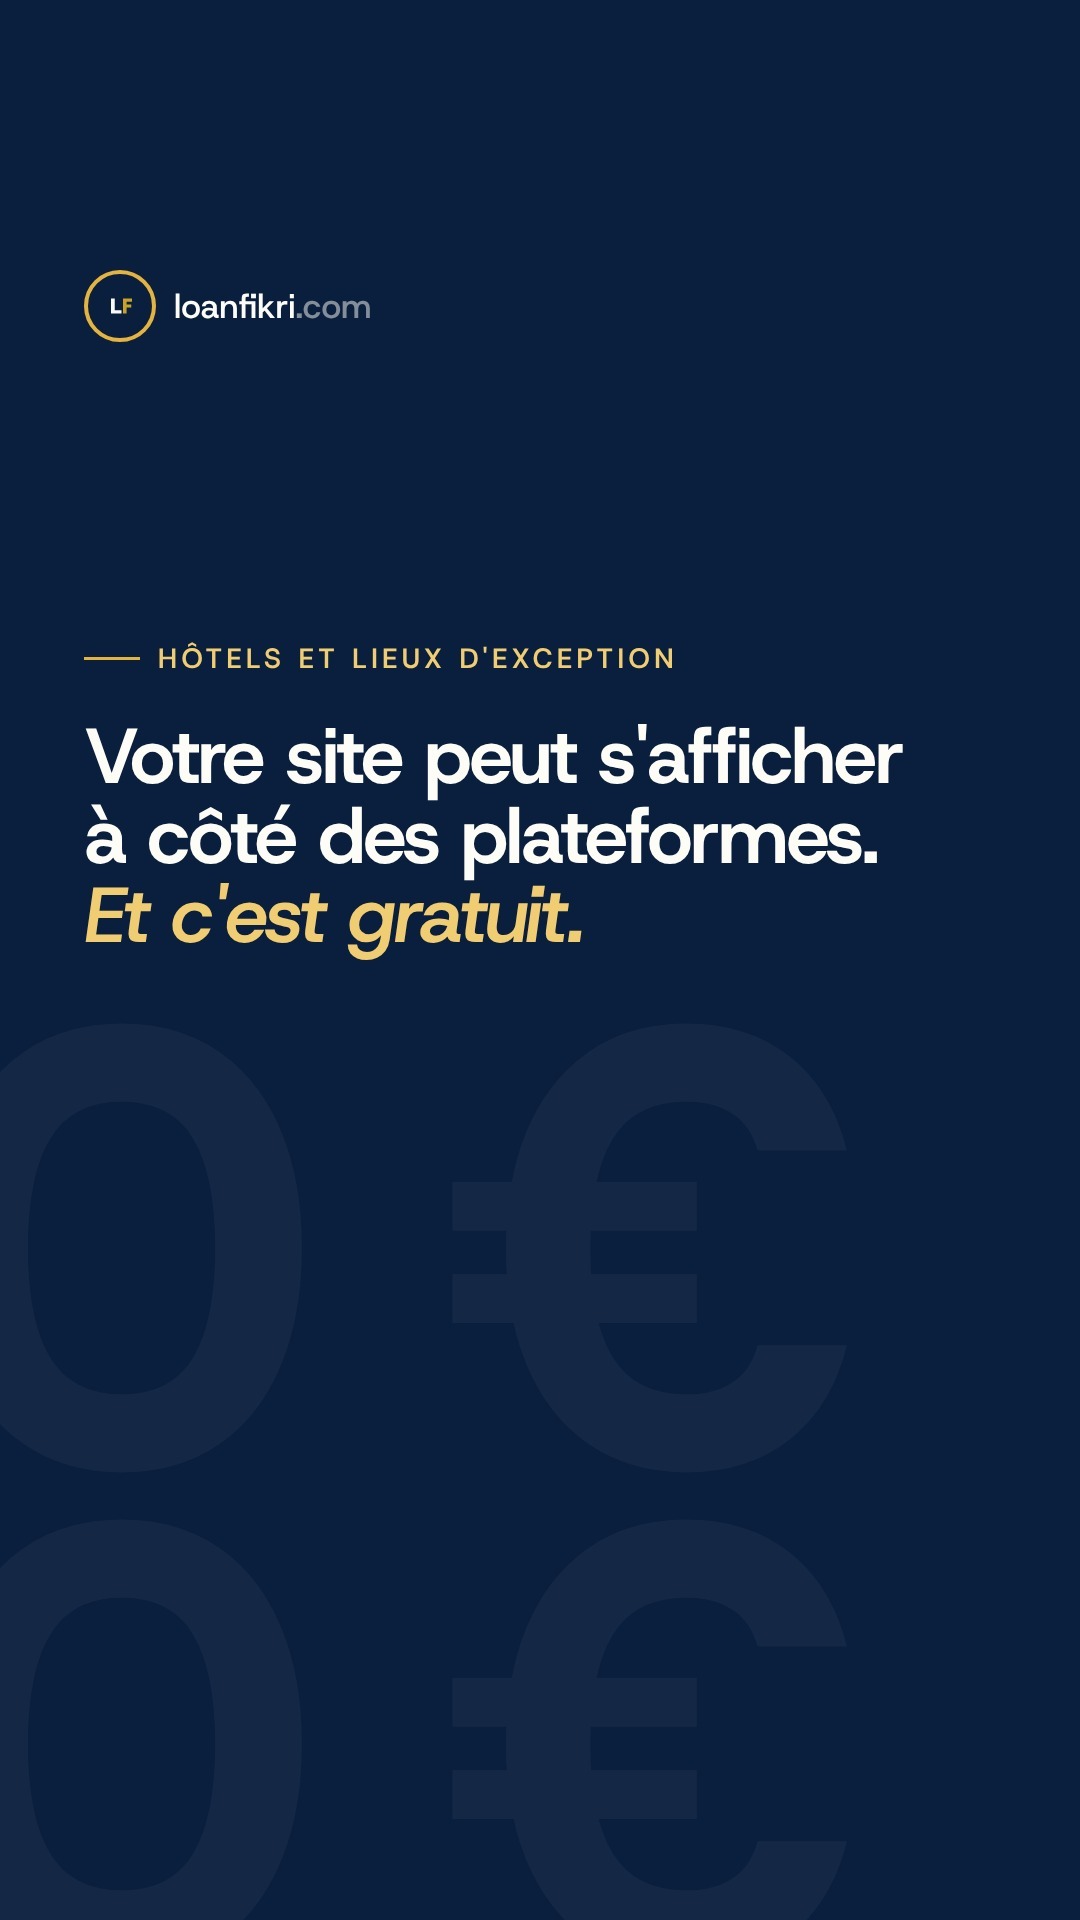 LF loanfikri.com
HÔTELS ET LIEUX D'EXCEPTION
Votre site peut s'afficher
à côté des plateformes.
Et c'est gratuit.
0 €
0 €